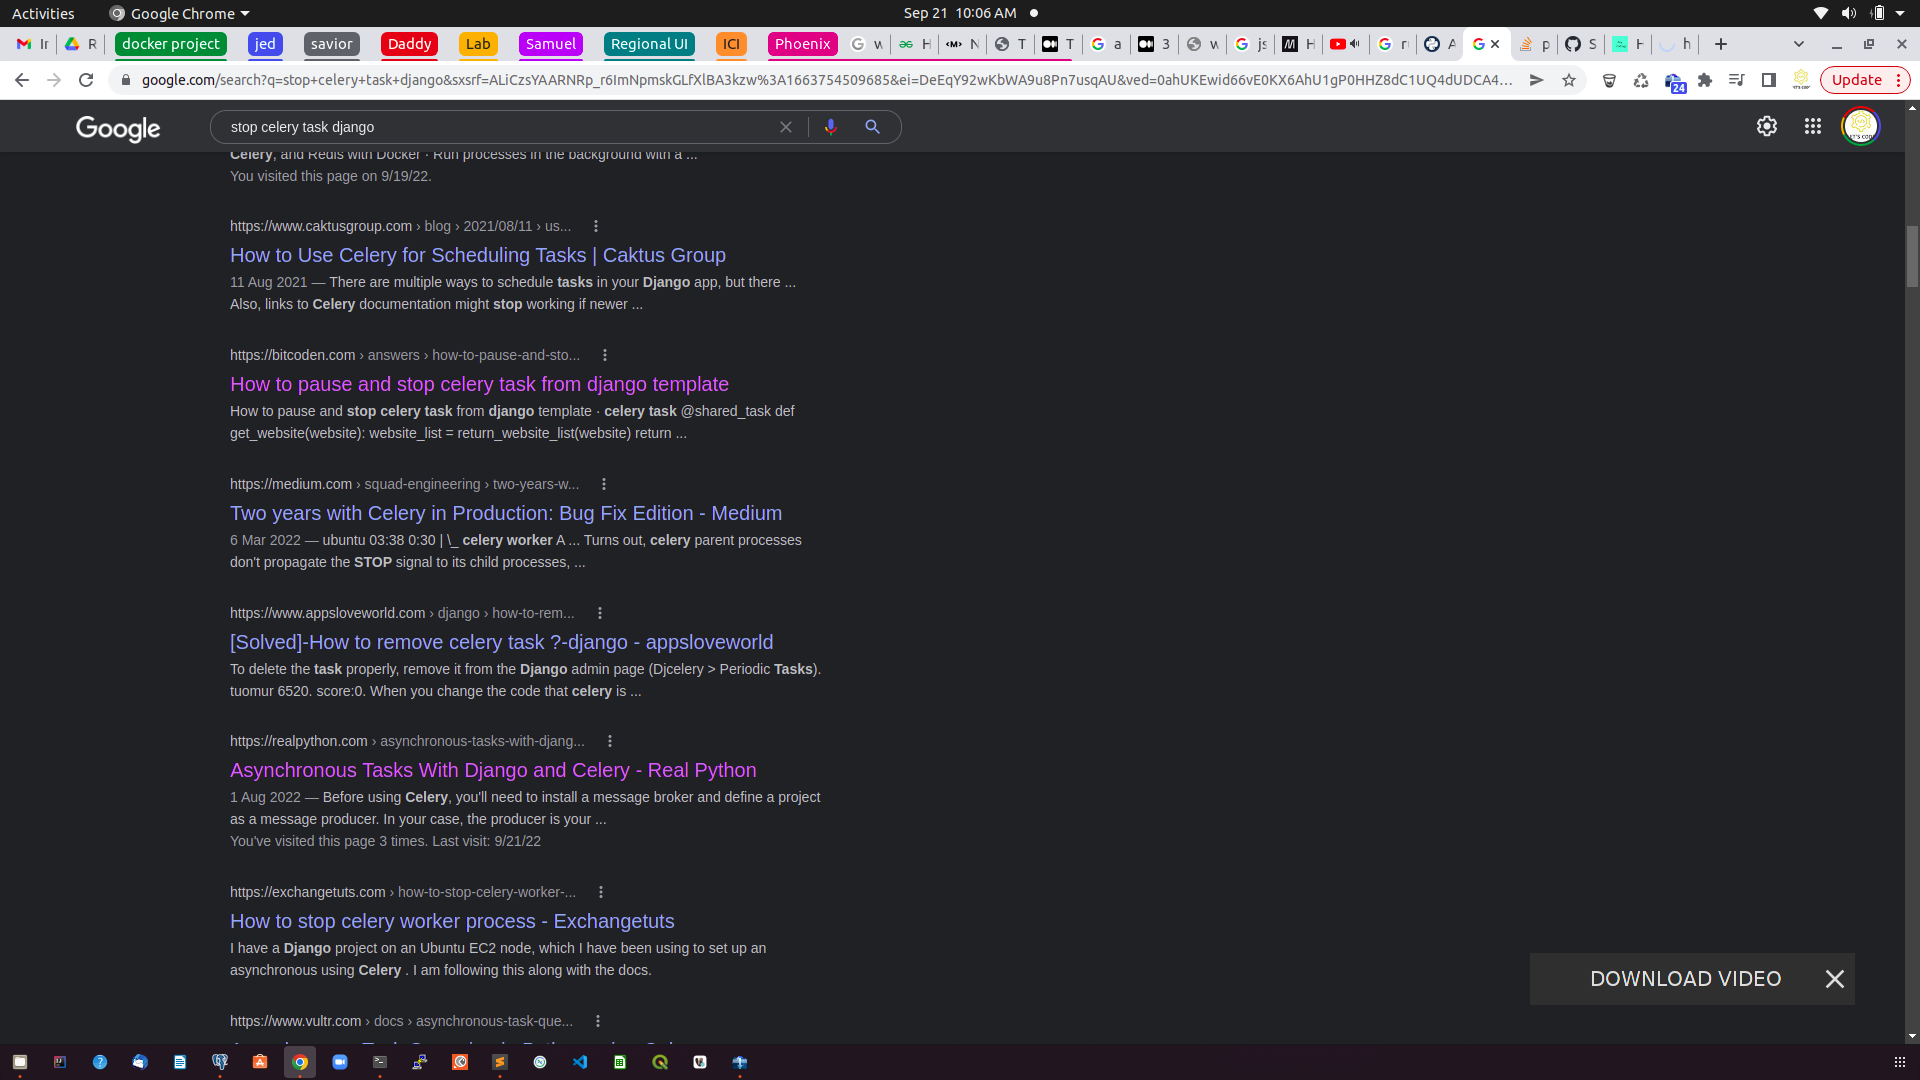 Activities
Google Chrome
Sep 21 10:06 AM
docker project
jed
savior
Daddy
Lab
Samuel
Regional UI
ICI
Phoenix
google.com/search?q=stop+celery+task+django&sxsrf=ALiCzsYAARNRp_r6ImNpmskGLfXlBA3kzw%3A1663754509685&ei=DeEqY92wKbWA9u8Pn7usqAU&ved=0ahUKEwid66vE0KX6AhU1gP0HHZ8dC1UQ4dUDCA4...
24
Update
Google
stop celery task django
Celery, and Redis with Docker · Run processes in the background with a ...
You visited this page on 9/19/22.
https://www.caktusgroup.com › blog › 2021/08/11 › us...
How to Use Celery for Scheduling Tasks | Caktus Group
11 Aug 2021 — There are multiple ways to schedule tasks in your Django app, but there ...
Also, links to Celery documentation might stop working if newer ...
https://bitcoden.com › answers › how-to-pause-and-sto...
How to pause and stop celery task from django template
How to pause and stop celery task from django template · celery task @shared_task def
get_website(website): website_list = return_website_list(website) return ...
https://medium.com › squad-engineering › two-years-w...
Two years with Celery in Production: Bug Fix Edition - Medium
6 Mar 2022 — ubuntu 03:38 0:30 | \_ celery worker A ... Turns out, celery parent processes
don't propagate the STOP signal to its child processes, ...
https://www.appsloveworld.com › django › how-to-rem...
[Solved]-How to remove celery task ?-django - appsloveworld
To delete the task properly, remove it from the Django admin page (Djcelery > Periodic Tasks).
tuomur 6520. score:0. When you change the code that celery is ...
https://realpython.com › asynchronous-tasks-with-djang...
Asynchronous Tasks With Django and Celery - Real Python
1 Aug 2022 — Before using Celery, you'll need to install a message broker and define a project
as a message producer. In your case, the producer is your ...
You've visited this page 3 times. Last visit: 9/21/22
https://exchangetuts.com › how-to-stop-celery-worker-...
How to stop celery worker process - Exchangetuts
I have a Django project on an Ubuntu EC2 node, which I have been using to set up an
asynchronous using Celery . I am following this along with the docs.
DOWNLOAD VIDEO
https://www.vultr.com › docs › asynchronous-task-que...